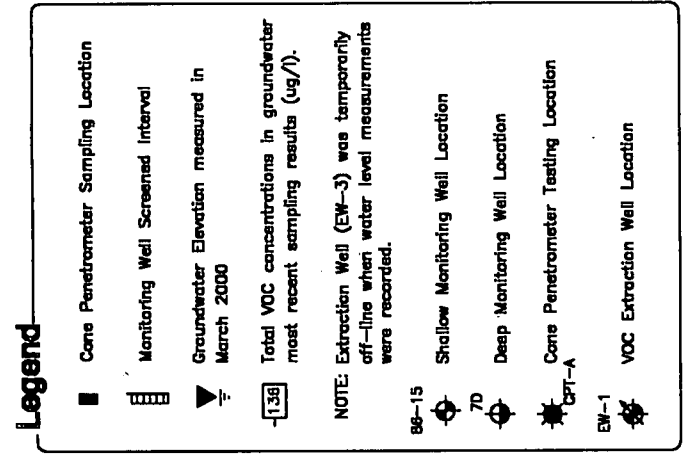 Legend
Cone Penetrometer Sampling Location
Monitoring Well Screened Interval
Groundwater Elevation measured in
March 2000
138
Total VOC concentrations in groundwater
most recent sampling results (ug/l).
NOTE: Extraction Well (EW-3) was temporarily
off-line when water level measurements
were recorded.
86-15
Shallow Monitoring Well Location
7D
Deep Monitoring Well Location
CPT-A
Cone Penetrometer Testing Location
EW-1
VOC Extraction Well Location